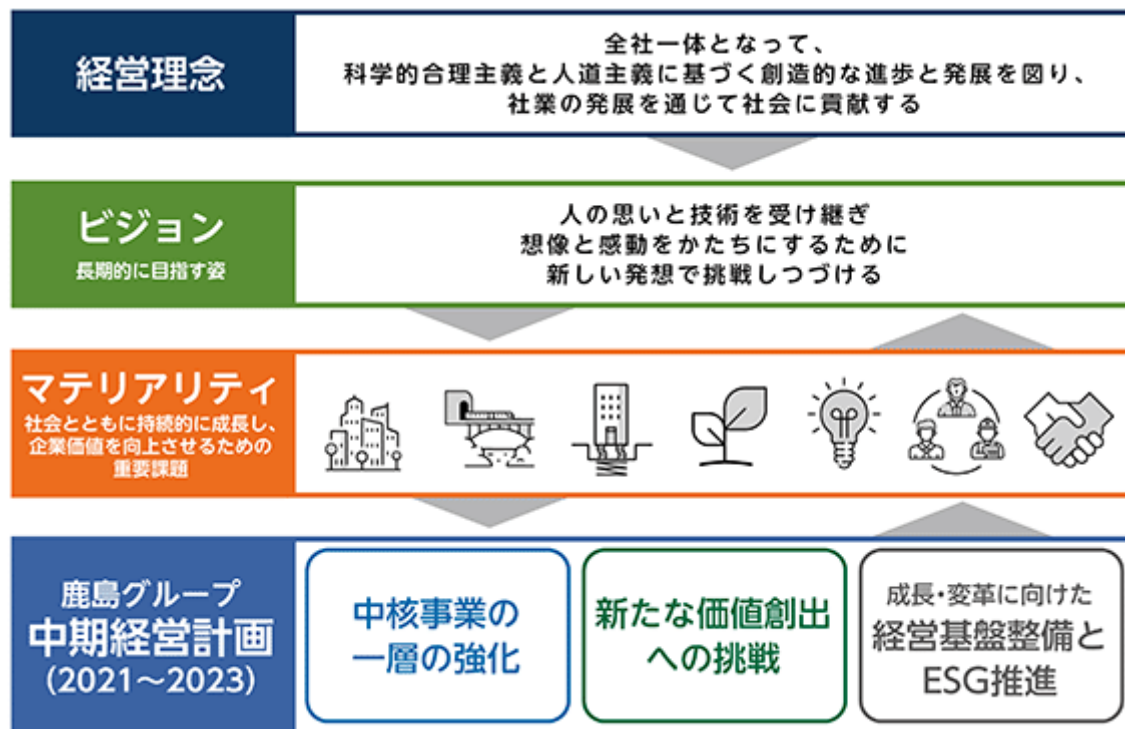 経営理念
全社一体となって、
科学的合理主義と人道主義に基づく創造的な進歩と発展を図り、
社業の発展を通じて社会に貢献する
ビジョン
長期的に目指す姿
人の思いと技術を受け継ぎ
想像と感動をかたちにするために
新しい発想で挑戦しつづける
マテリアリティ
社会とともに持続的に成長し、
企業価値を向上させるための
重要課題
鹿島グループ
中期経営計画
(2021～2023)
中核事業の
一層の強化
新たな価値創出
への挑戦
成長・変革に向けた
経営基盤整備と
ESG推進